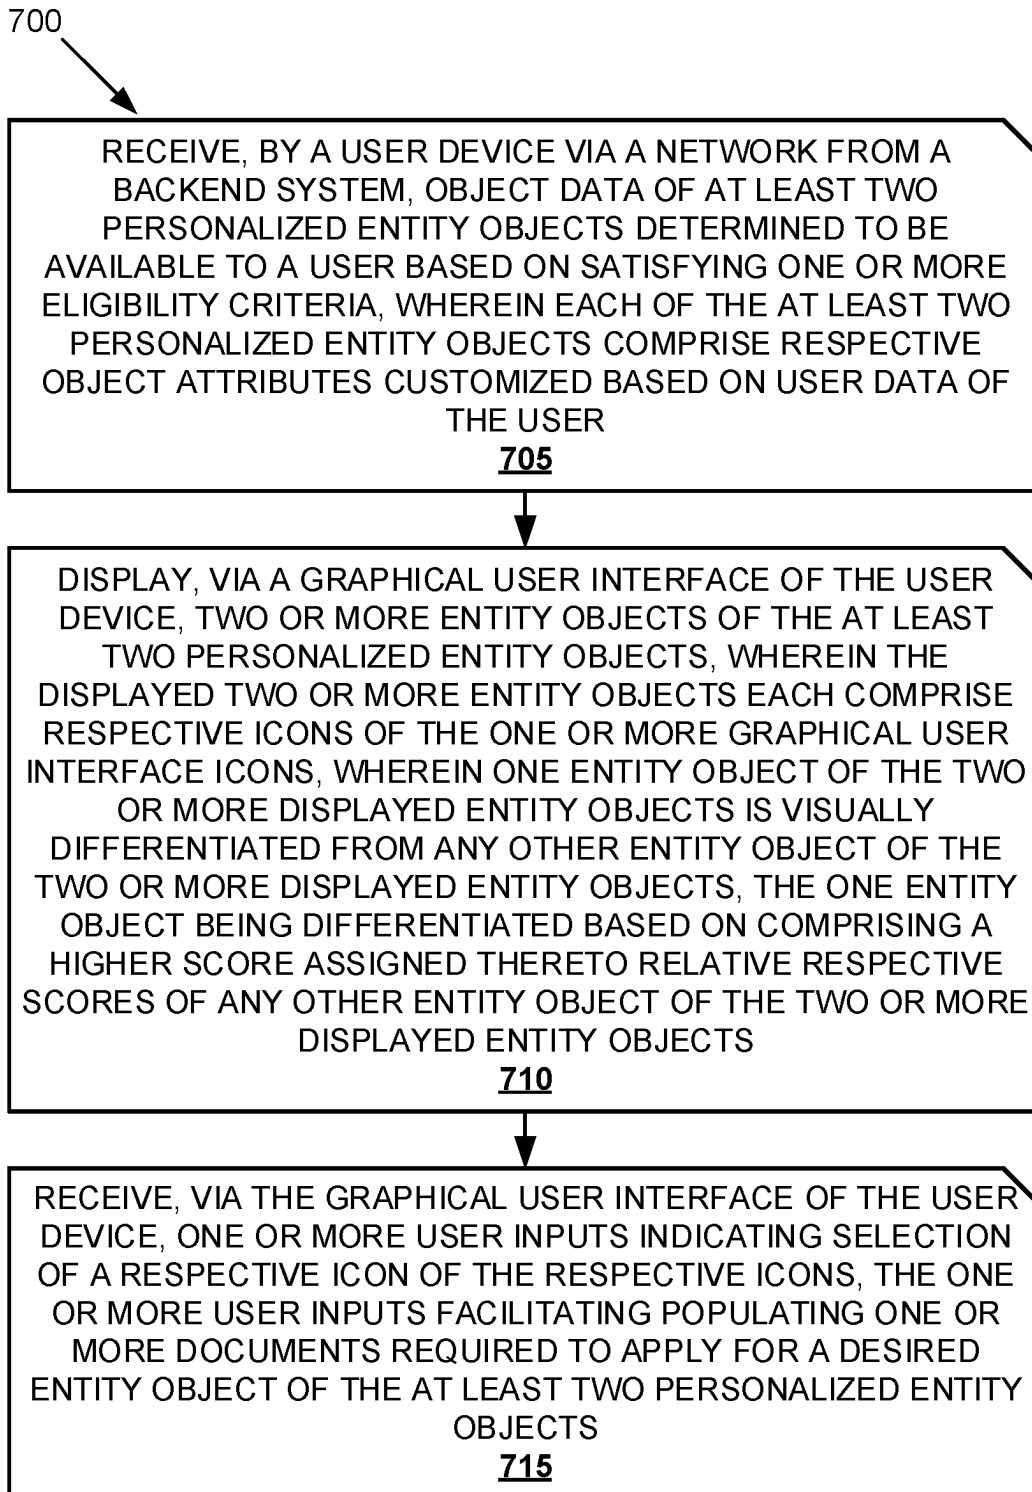 700
RECEIVE, BY A USER DEVICE VIA A NETWORK FROM A
BACKEND SYSTEM, OBJECT DATA OF AT LEAST TWO
PERSONALIZED ENTITY OBJECTS DETERMINED TO BE
AVAILABLE TO A USER BASED ON SATISFYING ONE OR MORE
ELIGIBILITY CRITERIA, WHEREIN EACH OF THE AT LEAST TWO
PERSONALIZED ENTITY OBJECTS COMPRISE RESPECTIVE
OBJECT ATTRIBUTES CUSTOMIZED BASED ON USER DATA OF
THE USER
705
DISPLAY, VIA A GRAPHICAL USER INTERFACE OF THE USER
DEVICE, TWO OR MORE ENTITY OBJECTS OF THE AT LEAST
TWO PERSONALIZED ENTITY OBJECTS, WHEREIN THE
DISPLAYED TWO OR MORE ENTITY OBJECTS EACH COMPRISE
RESPECTIVE ICONS OF THE ONE OR MORE GRAPHICAL USER
INTERFACE ICONS, WHEREIN ONE ENTITY OBJECT OF THE TWO
OR MORE DISPLAYED ENTITY OBJECTS IS VISUALLY
DIFFERENTIATED FROM ANY OTHER ENTITY OBJECT OF THE
TWO OR MORE DISPLAYED ENTITY OBJECTS, THE ONE ENTITY
OBJECT BEING DIFFERENTIATED BASED ON COMPRISING A
HIGHER SCORE ASSIGNED THERETO RELATIVE RESPECTIVE
SCORES OF ANY OTHER ENTITY OBJECT OF THE TWO OR MORE
DISPLAYED ENTITY OBJECTS
710
RECEIVE, VIA THE GRAPHICAL USER INTERFACE OF THE USER
DEVICE, ONE OR MORE USER INPUTS INDICATING SELECTION
OF A RESPECTIVE ICON OF THE RESPECTIVE ICONS, THE ONE
OR MORE USER INPUTS FACILITATING POPULATING ONE OR
MORE DOCUMENTS REQUIRED TO APPLY FOR A DESIRED
ENTITY OBJECT OF THE AT LEAST TWO PERSONALIZED ENTITY
OBJECTS
715